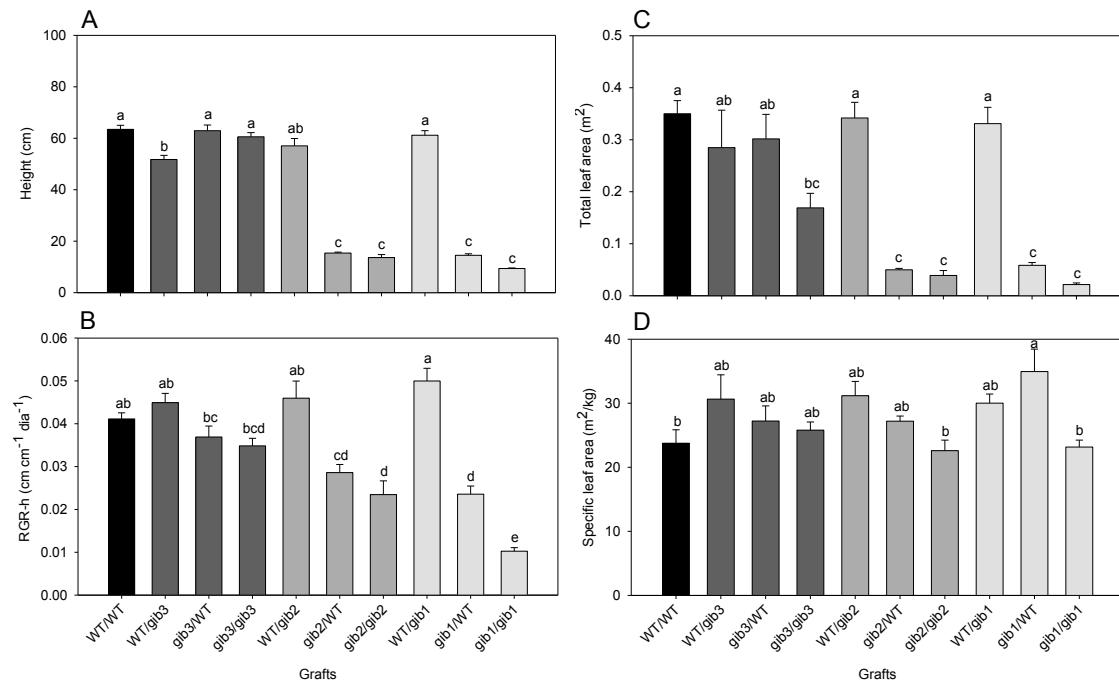 A
Height (cm)
100
80
60
40
20
0
a
b
a
a
ab
c
c
a
c
c
B
RGR-h (cm cm-1 dia-1)
0.06
0.05
0.04
0.03
0.02
0.01
0.00
ab
ab
bc
bcd
ab
cd
d
a
d
e
WT/WT
WT/gib3
gib3/WT
gib3/gib3
WT/gib2
gib2/WT
gib2/gib2
WT/gib1
gib1/WT
gib1/gib1
Grafts
C
Total leaf area (m2)
0.5
0.4
0.3
0.2
0.1
0.0
a
ab
ab
bc
a
c
c
a
c
c
D
Specific leaf area (m2/kg)
40
30
20
10
0
b
ab
ab
ab
ab
ab
b
ab
a
b
WT/WT
WT/gib3
gib3/WT
gib3/gib3
WT/gib2
gib2/WT
gib2/gib2
WT/gib1
gib1/WT
gib1/gib1
Grafts